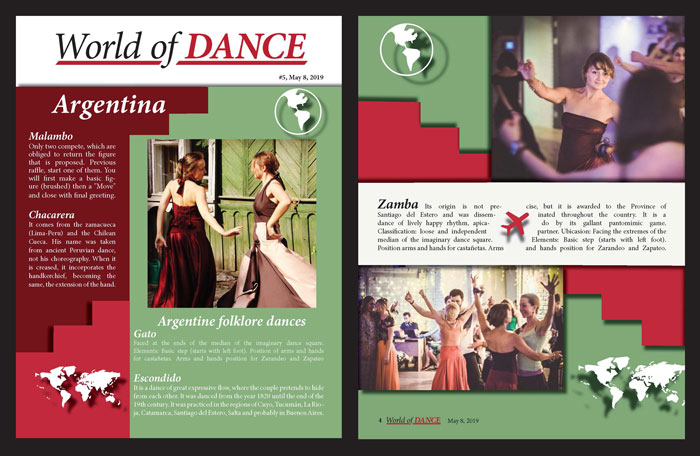 World of DANCE
#5, May 8, 2019
Argentina
Malambo
Only two compete, which are
obliged to return the figure
that is proposed. Previous
raffle, start one of them. You
will first make a basic fig-
ure (brushed) then a "Move"
and close with final greeting.
Chacarera
It comes from the zamacueca
(Lima-Peru) and the Chilean
Cueca. His name was taken
from ancient Peruvian dance,
not his choreography. When it
is creased, it incorporates the
handkorchief, becoming the
same, the extension of the hand.
Argentine folklore dances
Gato
Faced at the ends of the median of the imaginary dance square.
Elements: Basic step (starts with left foot). Position of arms and hands
for castañetas. Arms and hands position for Zarandeo and Zapateo
Escondido
It is a dance of great expressive flow, where the couple pretends to hide
from each other. It was danced from the year 1820 until the end of the
19th century. It was practiced in the regions of Cuyo, Tucumán, La Rio-
ja, Catamarca, Santiago del Estero, Salta and probably in Buenos Aires.
Zamba Its origin is not pre-
Santiago del Estero and was dissem-
dance of lively happy rhythm, apica-
Classification: loose and independent
median of the imaginary dance square.
Position arms and hands for castañetas. Arms
cise, but it is awarded to the Province of
inated throughout the country. It is a
do by its gallant pantomimic game.
partner. Ubicasion: Facing the extremes of the
Elements: Basic step (starts with left foot).
and hands position for Zarandeo and Zapateo.
4 World of DANCE May 8, 2019